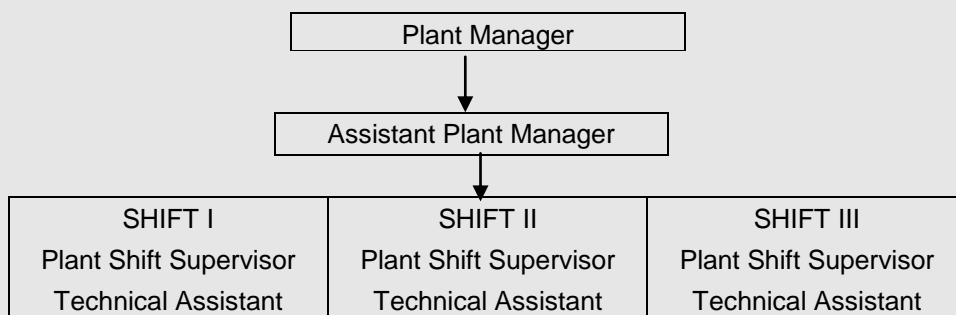 Plant Manager
Assistant Plant Manager
SHIFT I
Plant Shift Supervisor
Technical Assistant
SHIFT II
Plant Shift Supervisor
Technical Assistant
SHIFT III
Plant Shift Supervisor
Technical Assistant